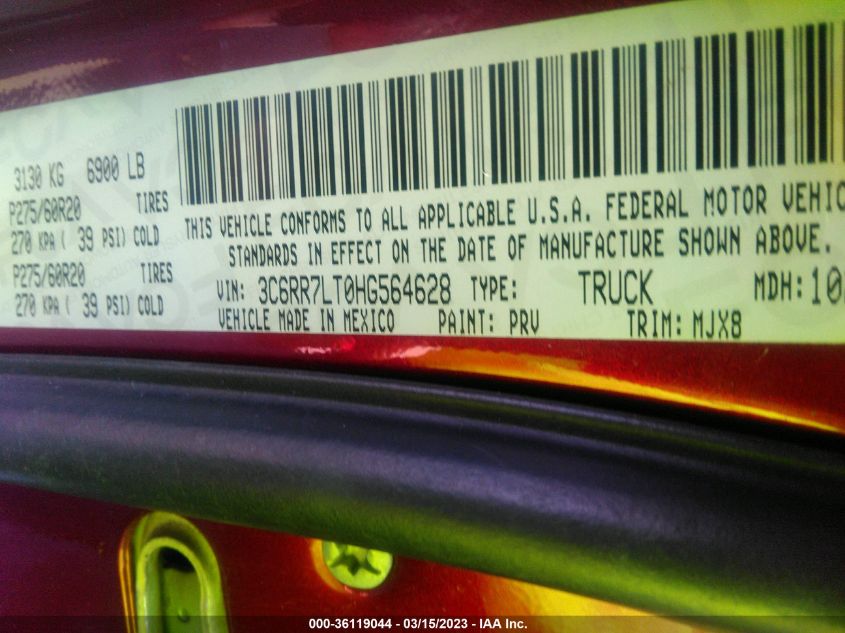 3130 KG 6900 LB
P275/60R20 TIRES
270 KPA ( 39 PSI) COLD
P275/60R20 TIRES
270 KPA ( 39 PSI) COLD
THIS VEHICLE CONFORMS TO ALL APPLICABLE U.S.A. FEDERAL MOTOR VEHIC
STANDARDS IN EFFECT ON THE DATE OF MANUFACTURE SHOWN ABOVE.
VIN: 3C6RR7LT0HG564628 TYPE: TRUCK MDH: 10
VEHICLE MADE IN MEXICO PAINT: PRV TRIM: MJX8
000-36119044 - 03/15/2023 - IAA Inc.